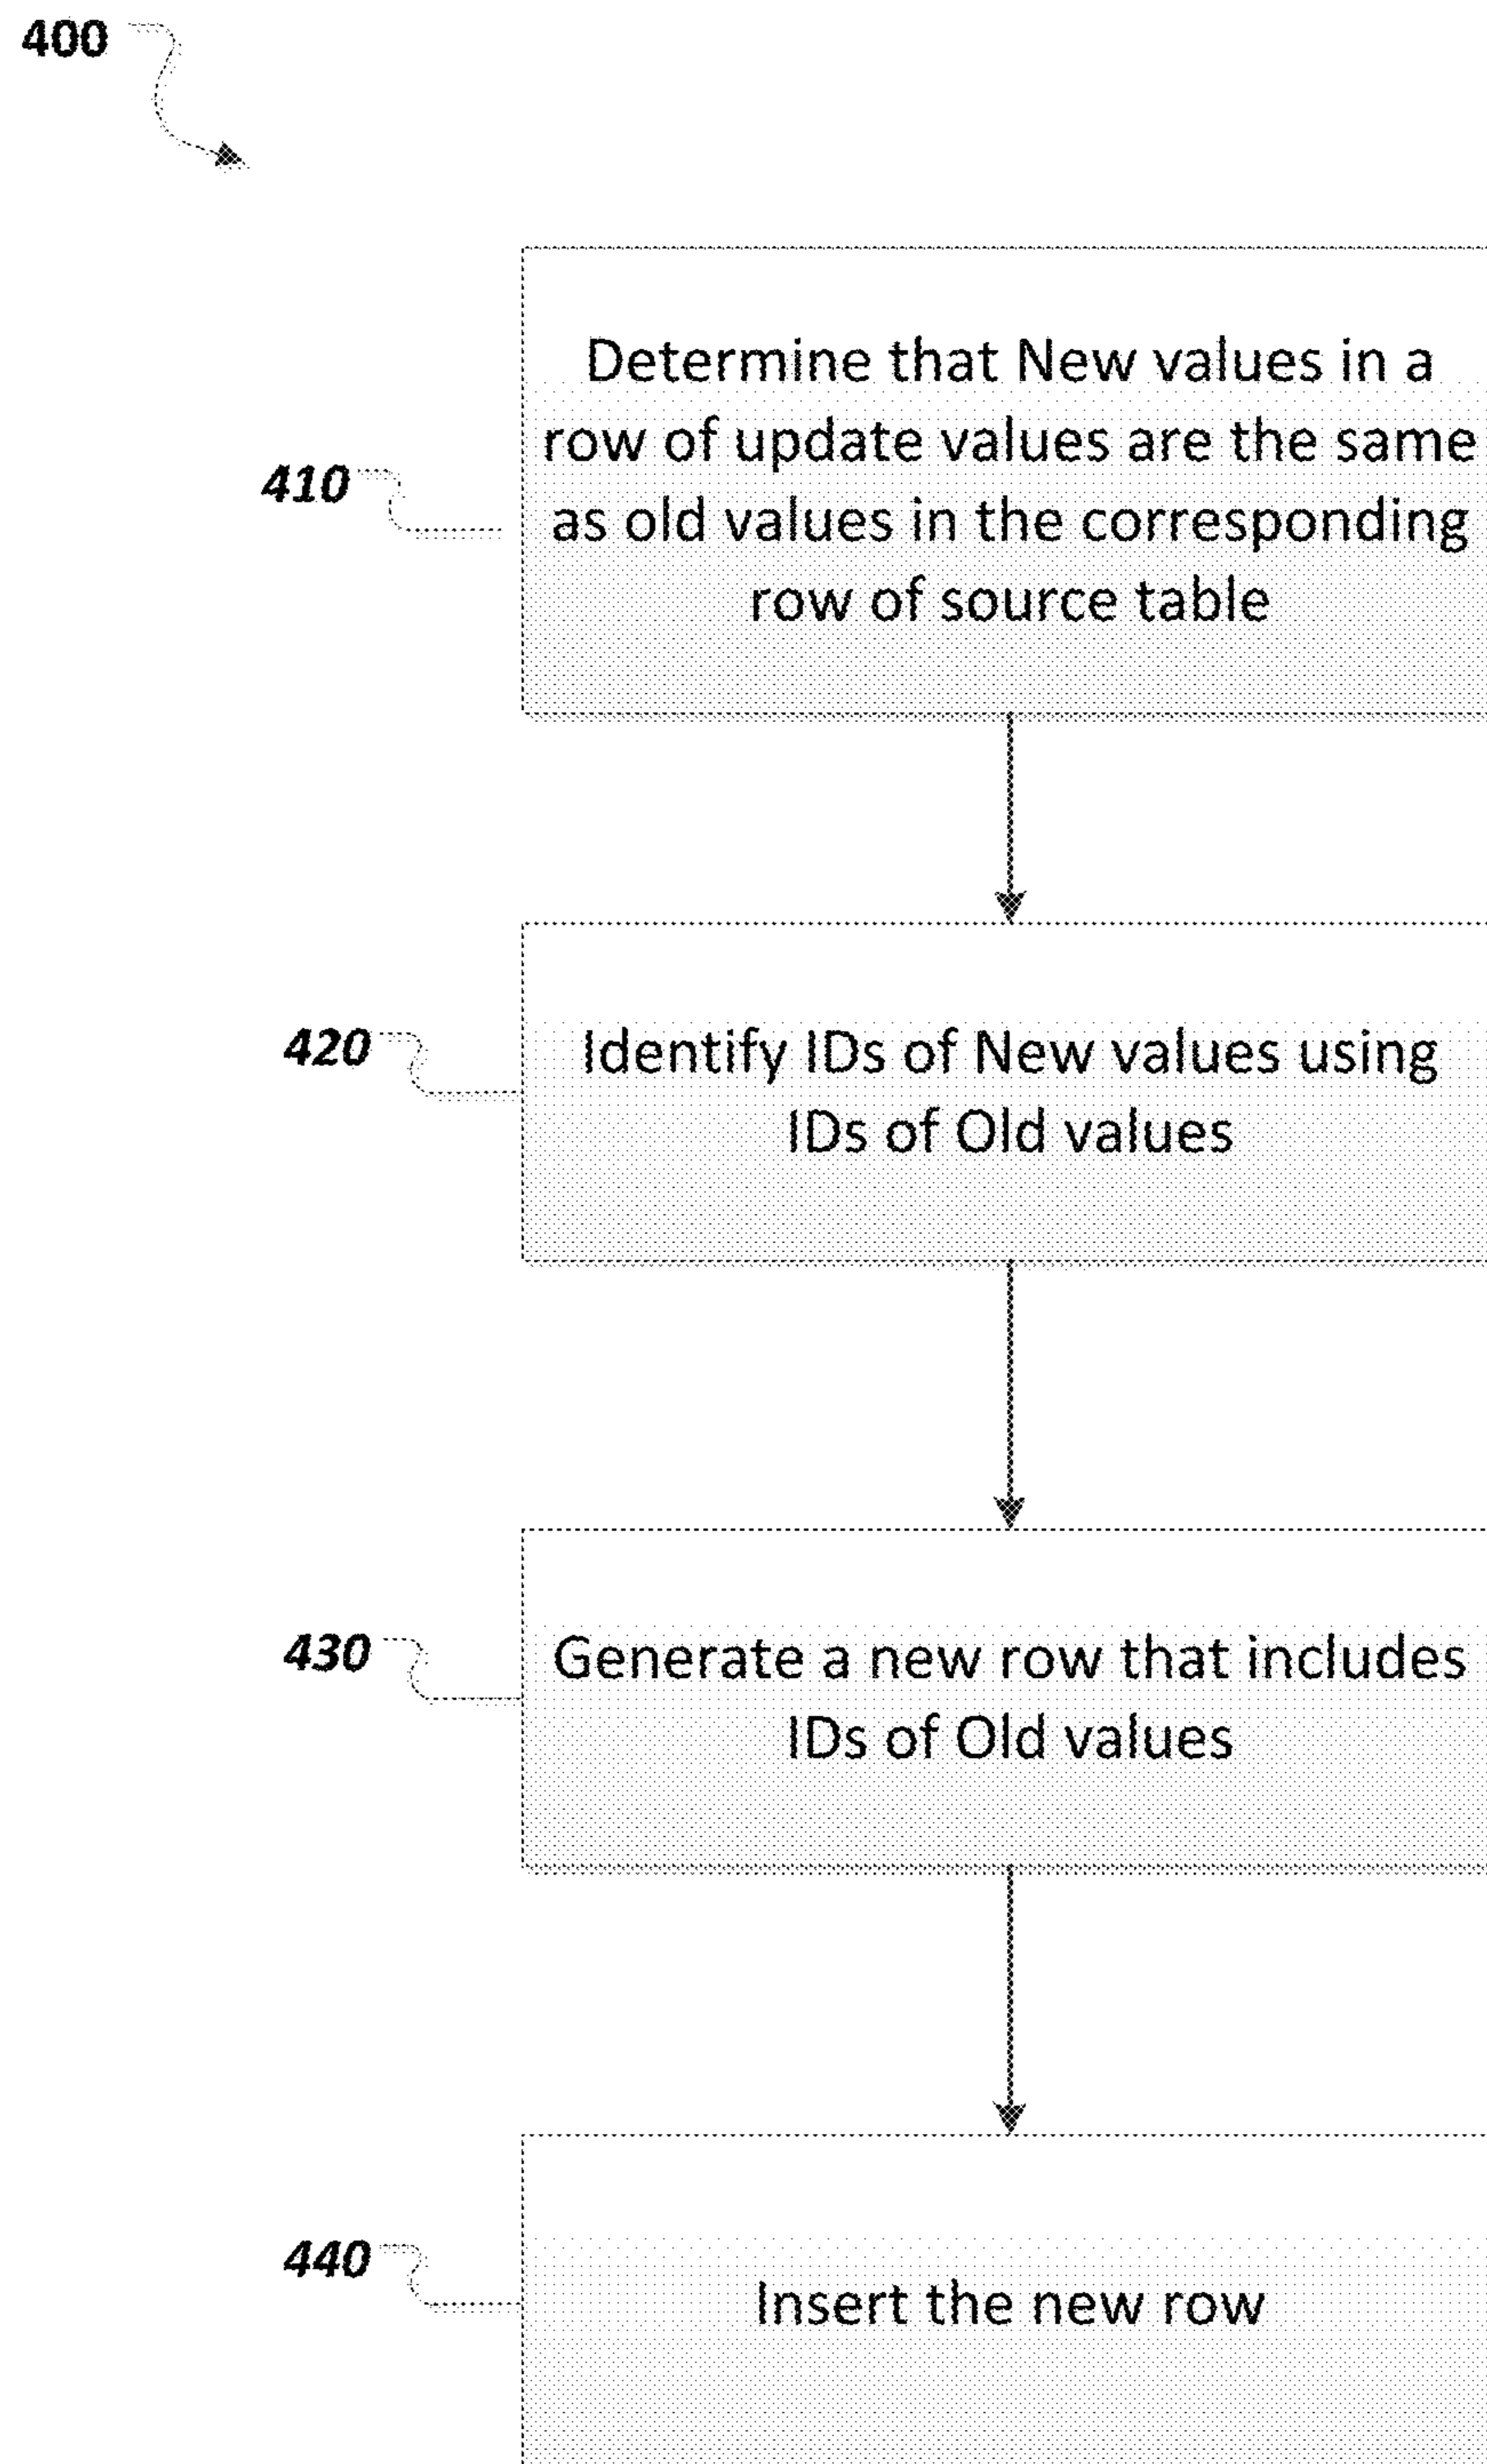 400
Determine that New values in a
row of update values are the same
as old values in the corresponding
row of source table
410
Identify IDs of New values using
IDs of Old values
420
Generate a new row that includes
IDs of Old values
430
Insert the new row
440